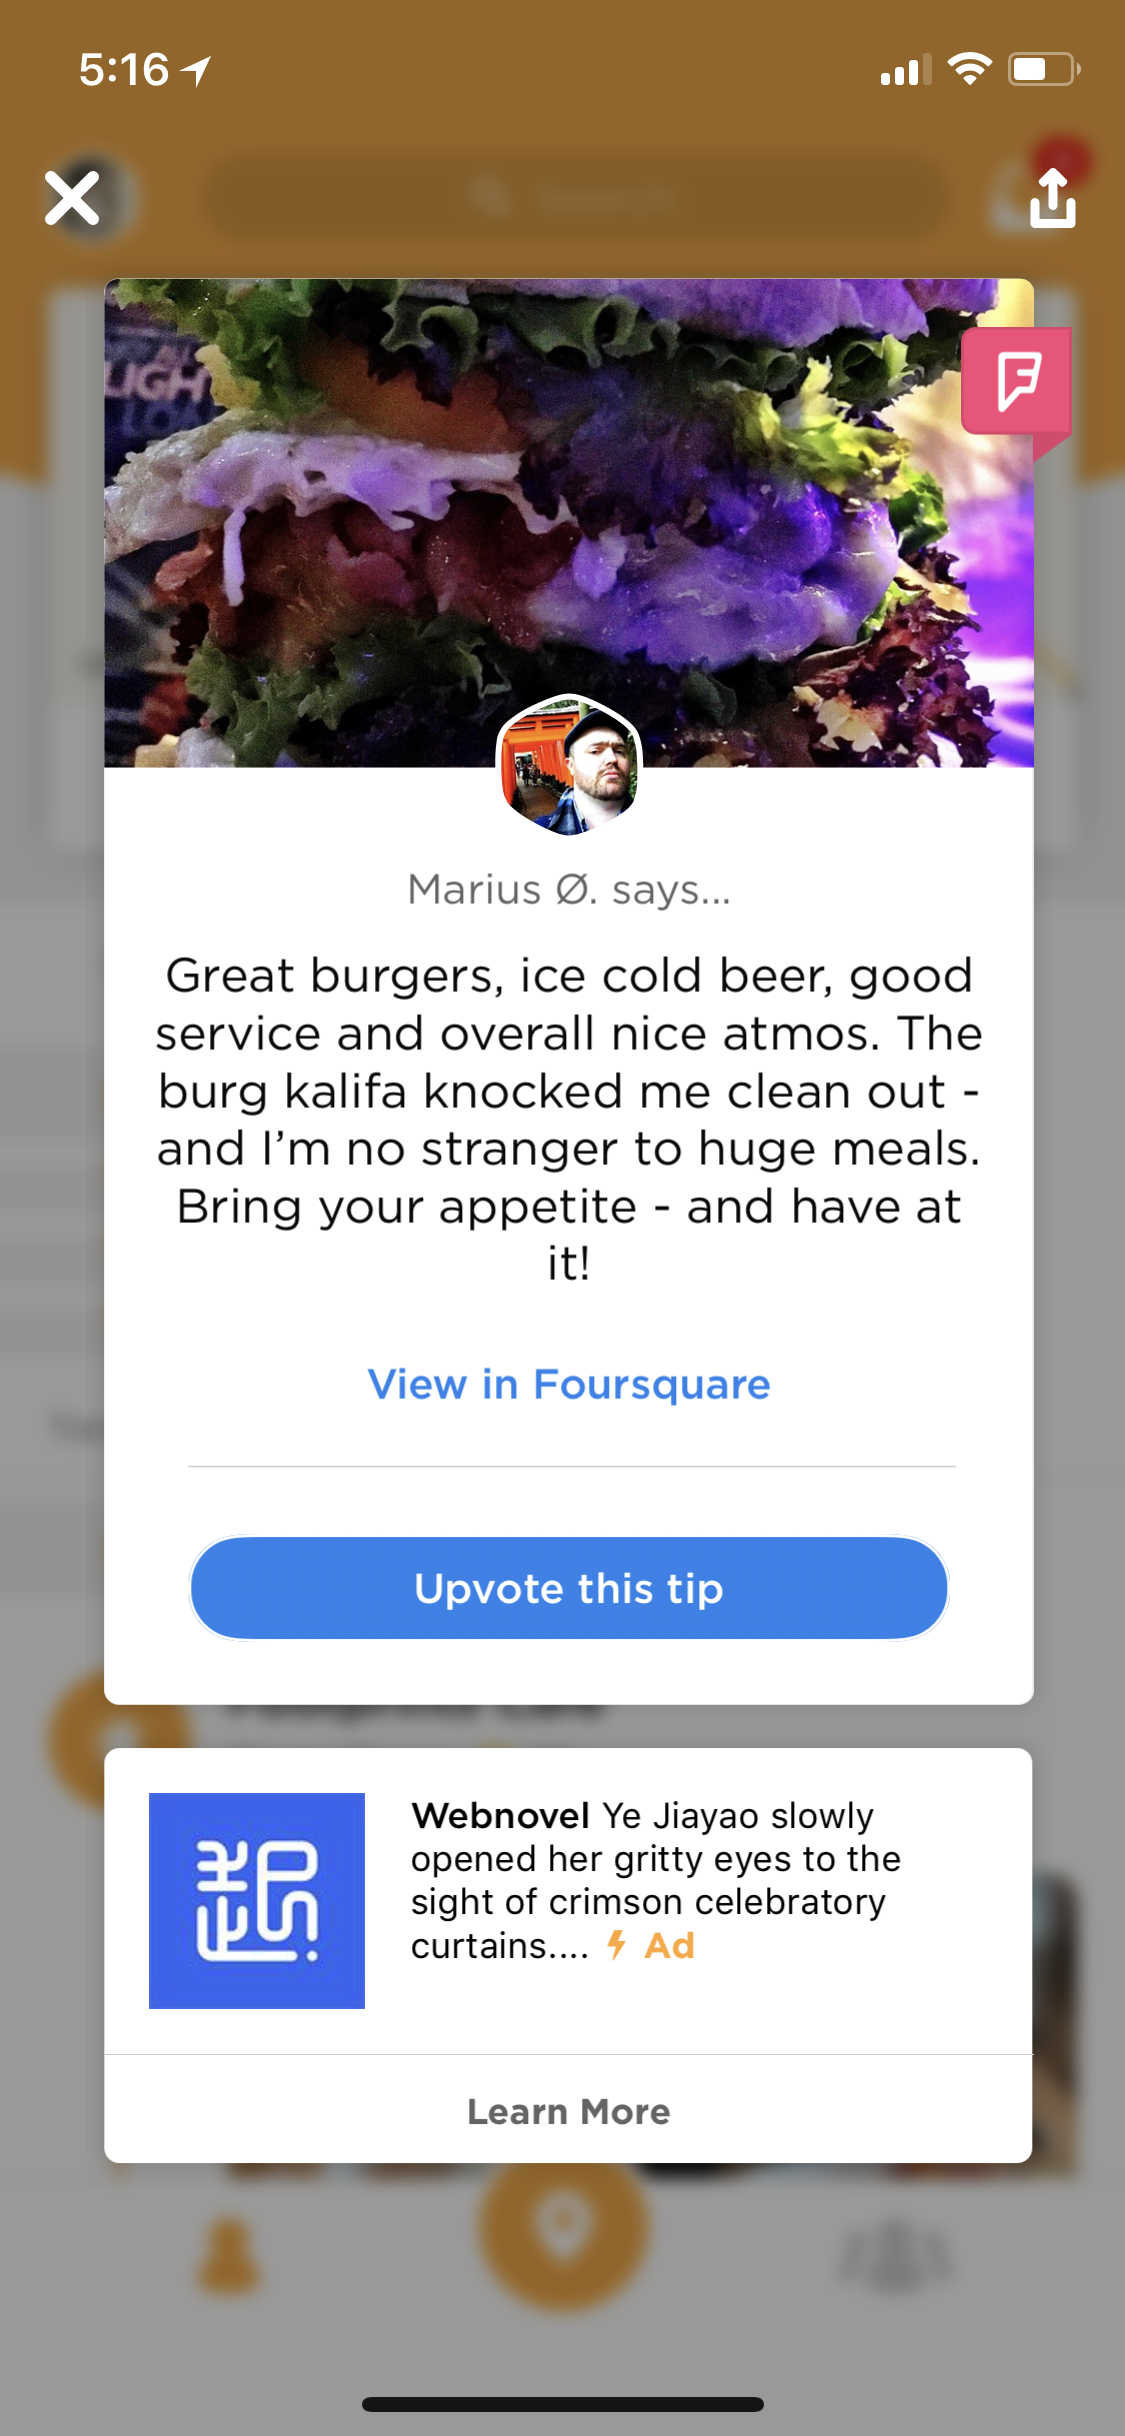 5:16
LIGH
Marius Ø. says...
Great burgers, ice cold beer, good
service and overall nice atmos. The
burg kalifa knocked me clean out -
and I’m no stranger to huge meals.
Bring your appetite - and have at
it!
View in Foursquare
Upvote this tip
Webnovel Ye Jiayao slowly
opened her gritty eyes to the
sight of crimson celebratory
curtains.... Ad
Learn More